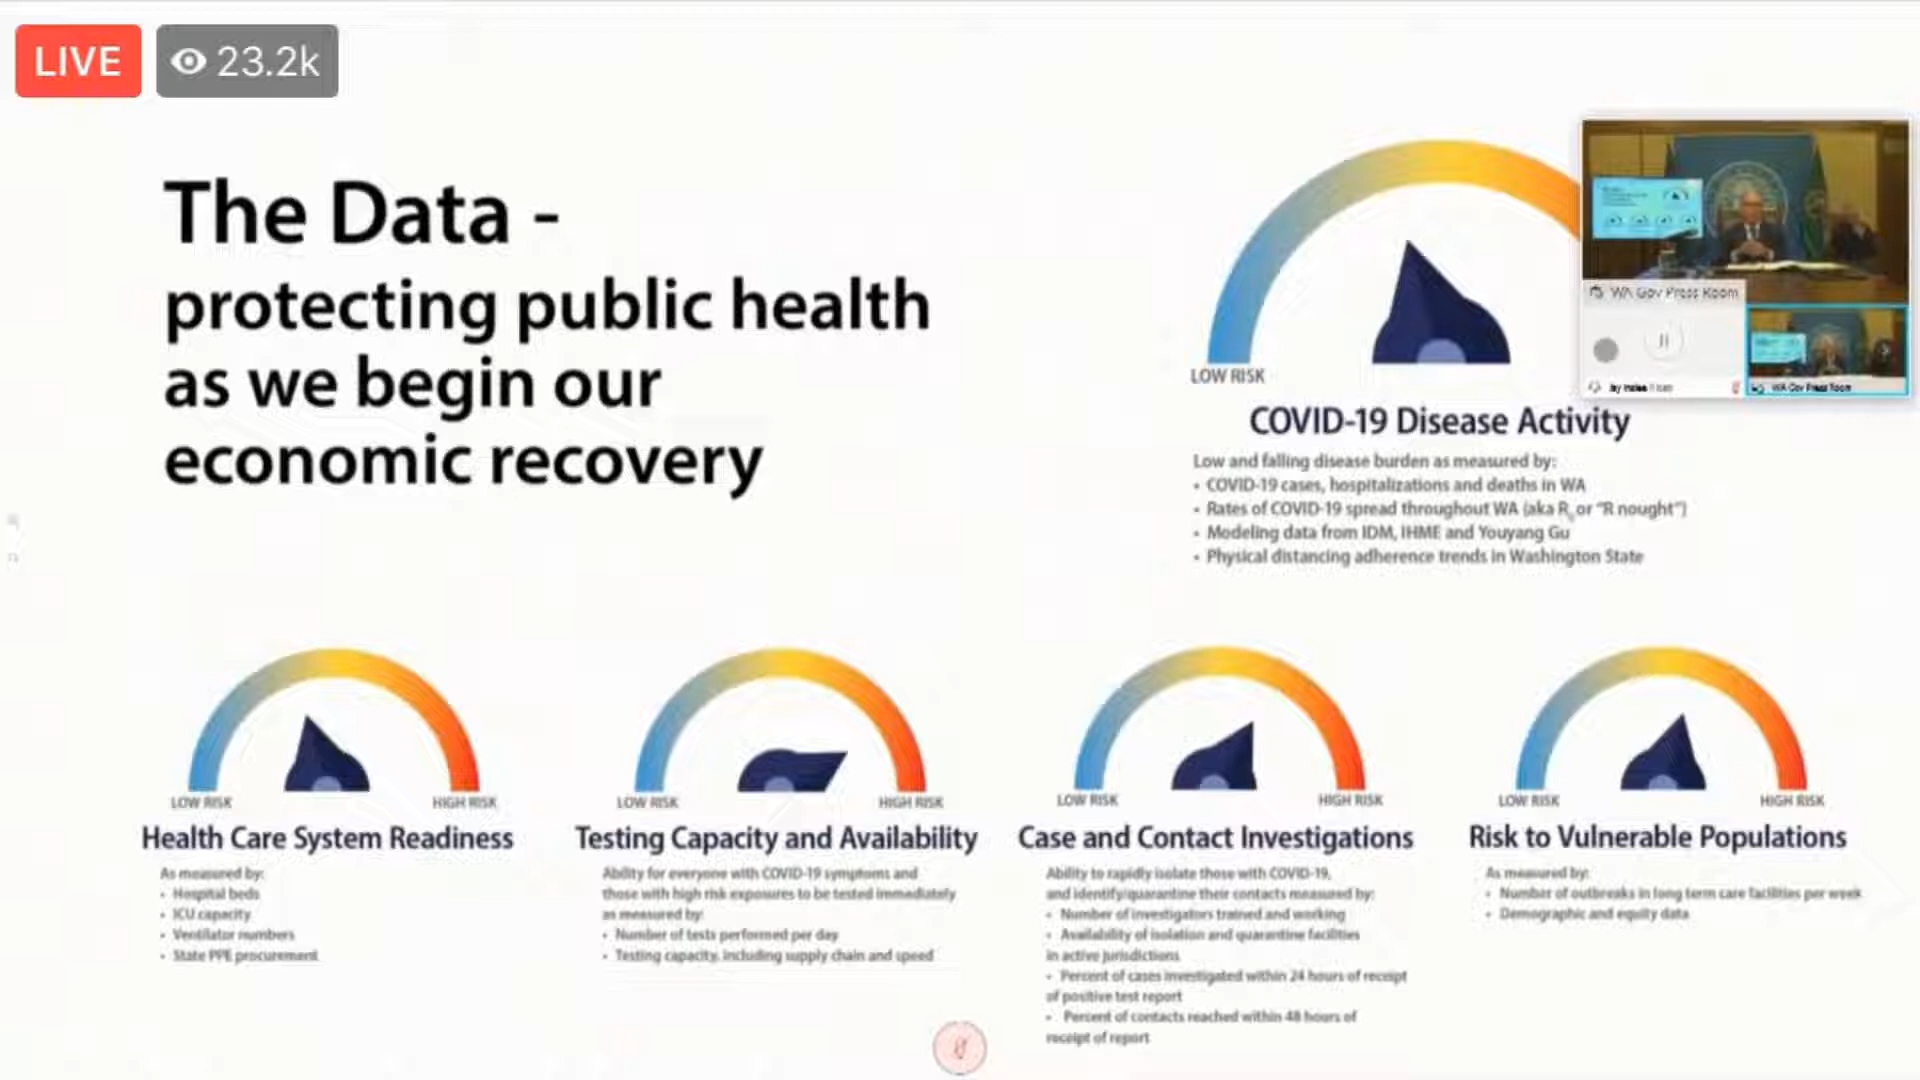 LIVE
23.2k
The Data -
protecting public health
as we begin our
economic recovery
LOW RISK
COVID-19 Disease Activity
Low and falling disease burden as measured by:
• COVID-19 cases, hospitalizations and deaths in WA
• Rates of COVID-19 spread throughout WA (aka R, or "R nought")
• Modeling data from IDM, IHME and Youyang Gu
• Physical distancing adherence trends in Washington State
WA Gov Press Room
by Inslee
WA Gov Press Room
LOW RISK HIGH RISK
Health Care System Readiness
As measured by:
• Hospital beds
• ICU capacity
• Ventilator numbers
• State PPE procurement
LOW RISK HIGH RISK
Testing Capacity and Availability
Ability for everyone with COVID-19 symptoms and
those with high risk exposures to be tested immediately
as measured by:
• Number of tests performed per day
• Testing capacity, including supply chain and speed
LOW RISK HIGH RISK
Case and Contact Investigations
Ability to rapidly isolate those with COVID-19,
and identify/quarantine their contacts measured by:
• Number of investigators trained and working
• Availability of isolation and quarantine facilities
in active jurisdictions
• Percent of cases investigated within 24 hours of receipt
of positive test report
• Percent of contacts reached within 48 hours of
receipt of report
LOW RISK HIGH RISK
Risk to Vulnerable Populations
As measured by:
• Number of outbreaks in long term care facilities per week
• Demographic and equity data